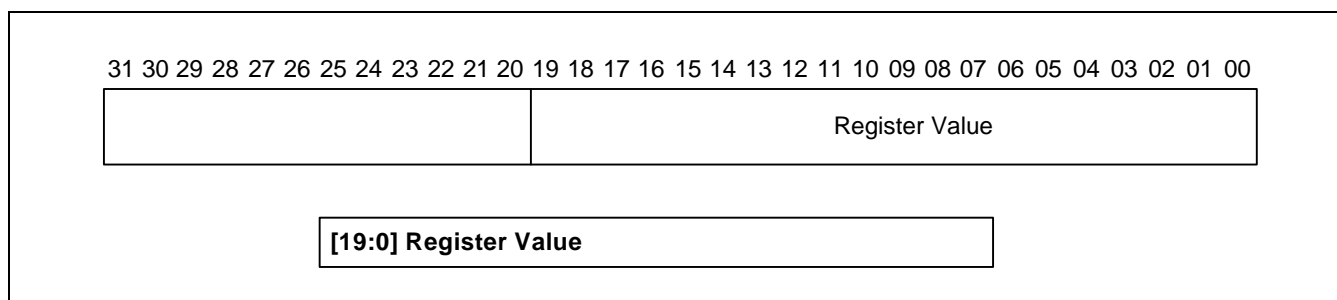 31 30 29 28 27 26 25 24 23 22 21 20 19 18 17 16 15 14 13 12 11 10 09 08 07 06 05 04 03 02 01 00
Register Value
[19:0] Register Value